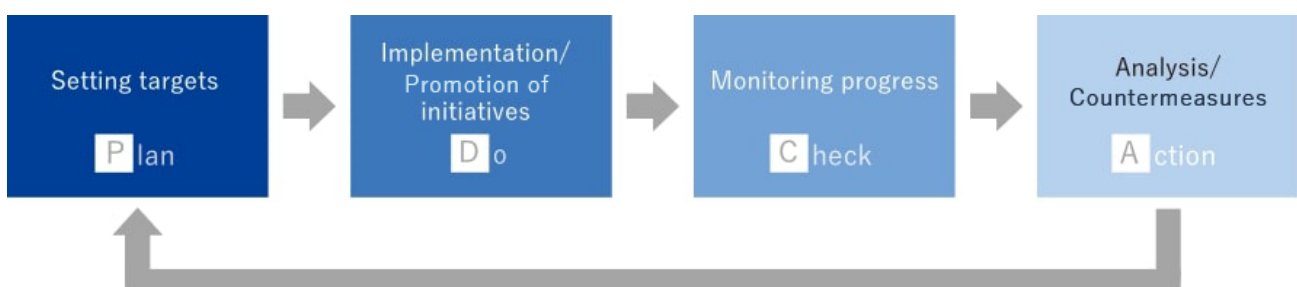 Setting targets
Plan
Implementation/
Promotion of
initiatives
Do
Monitoring progress
Check
Analysis/
Countermeasures
Action